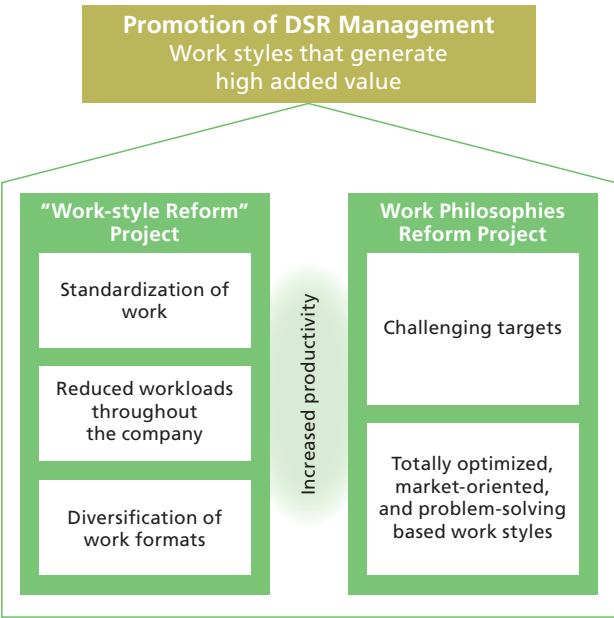 Promotion of DSR Management
Work styles that generate
high added value
“Work-style Reform”
Project
Standardization of
work
Reduced workloads
throughout
the company
Diversification of
work formats
Increased productivity
Work Philosophies
Reform Project
Challenging targets
Totally optimized,
market-oriented,
and problem-solving
based work styles